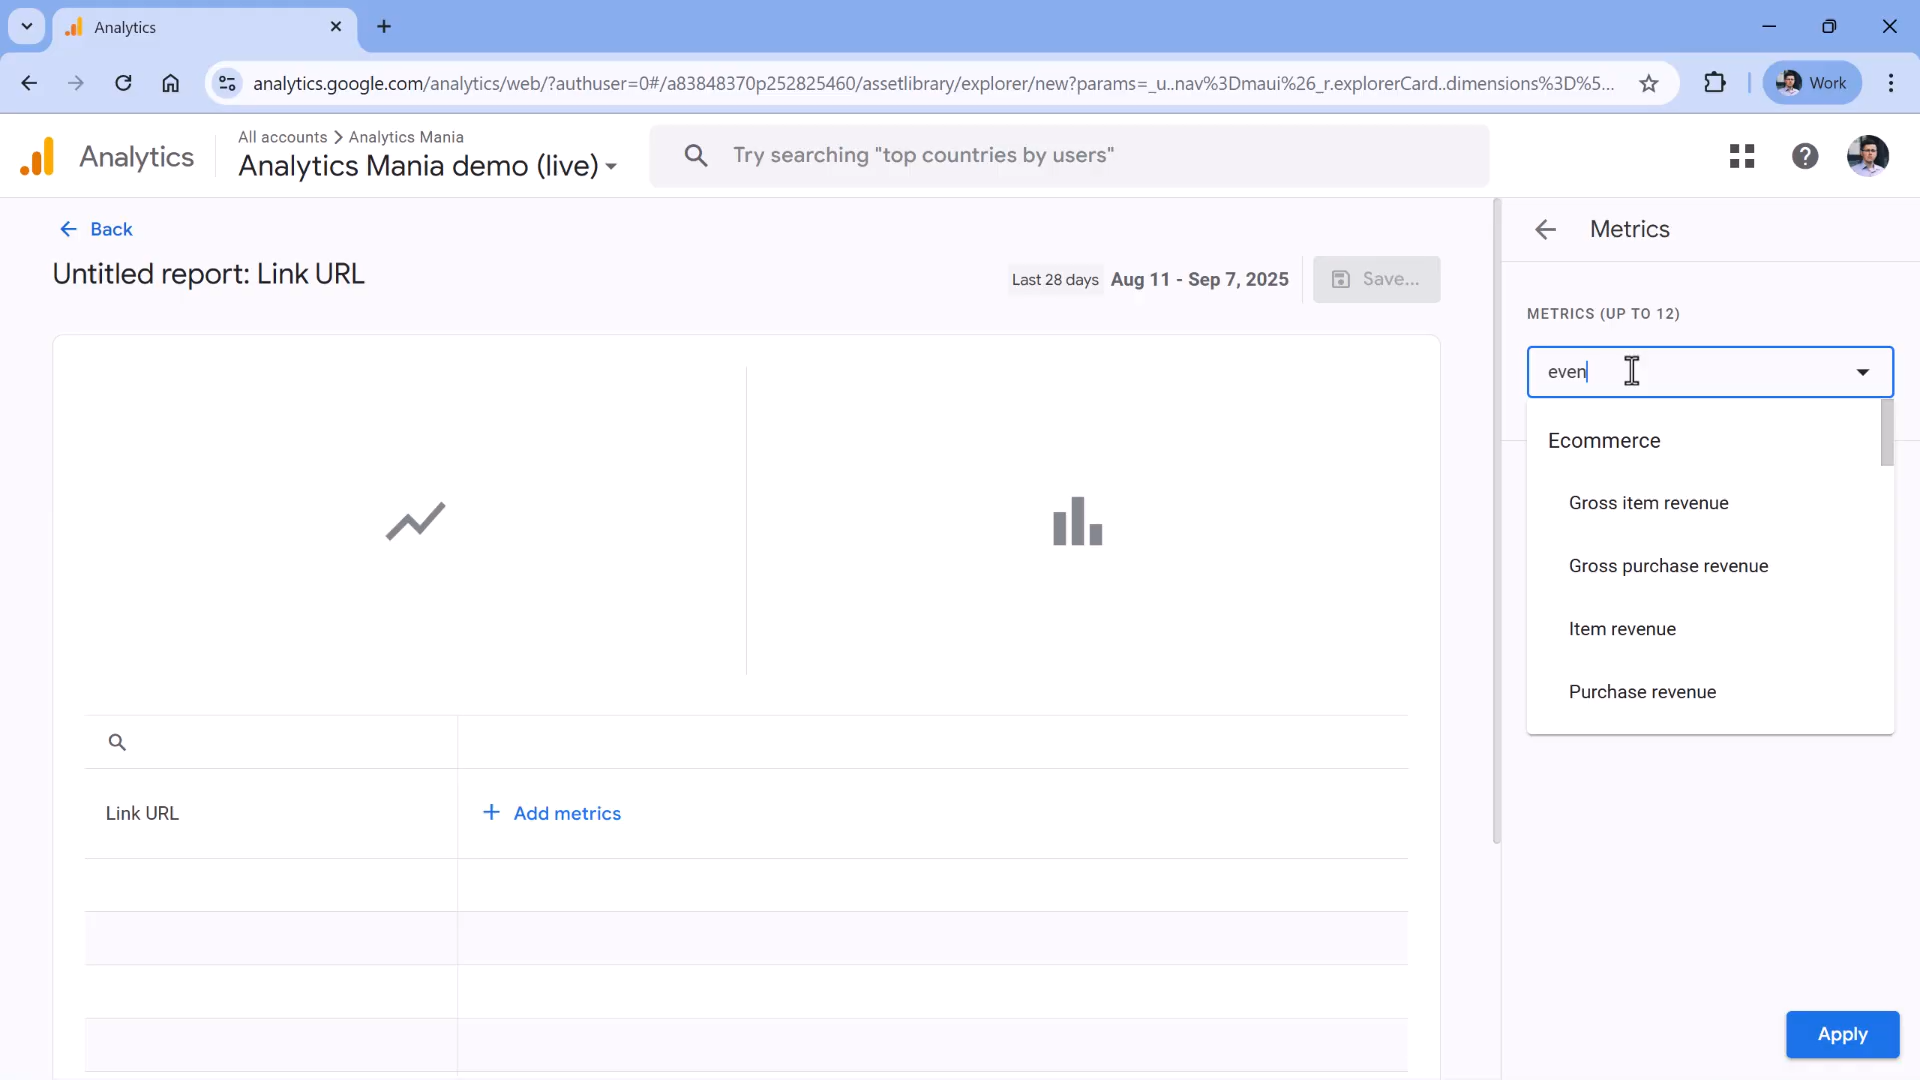 Analytics
Work
analytics.google.com/analytics/web/?authuser=0#/a83848370p252825460/assetlibrary/explorer/new?params=_u..nav%3Dmaui%26_r.explorerCard..dimensions%3D%5...
Analytics
All accounts > Analytics Mania
Analytics Mania demo (live)
Try searching "top countries by users"
Back
Untitled report: Link URL
Last 28 days Aug 11 - Sep 7, 2025
Save...
Link URL
Add metrics
Metrics
METRICS (UP TO 12)
even
Ecommerce
Gross item revenue
Gross purchase revenue
Item revenue
Purchase revenue
Apply